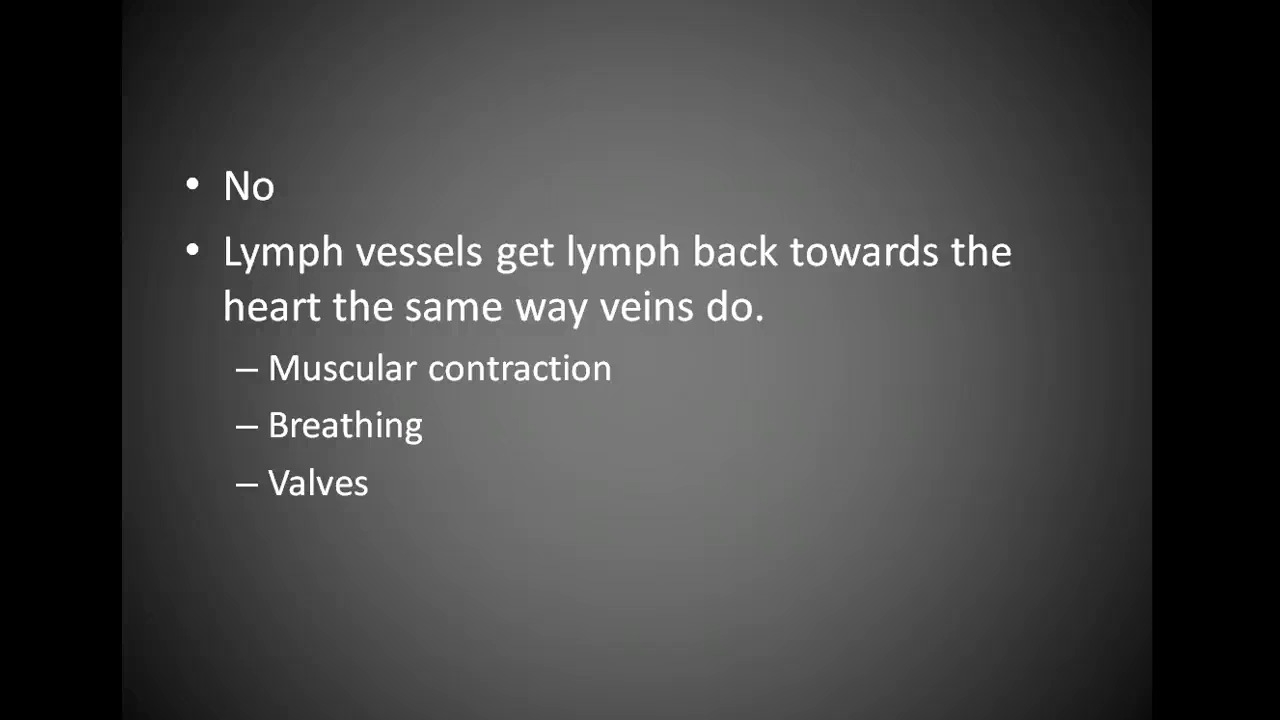 • No
• Lymph vessels get lymph back towards the
heart the same way veins do.
– Muscular contraction
– Breathing
– Valves